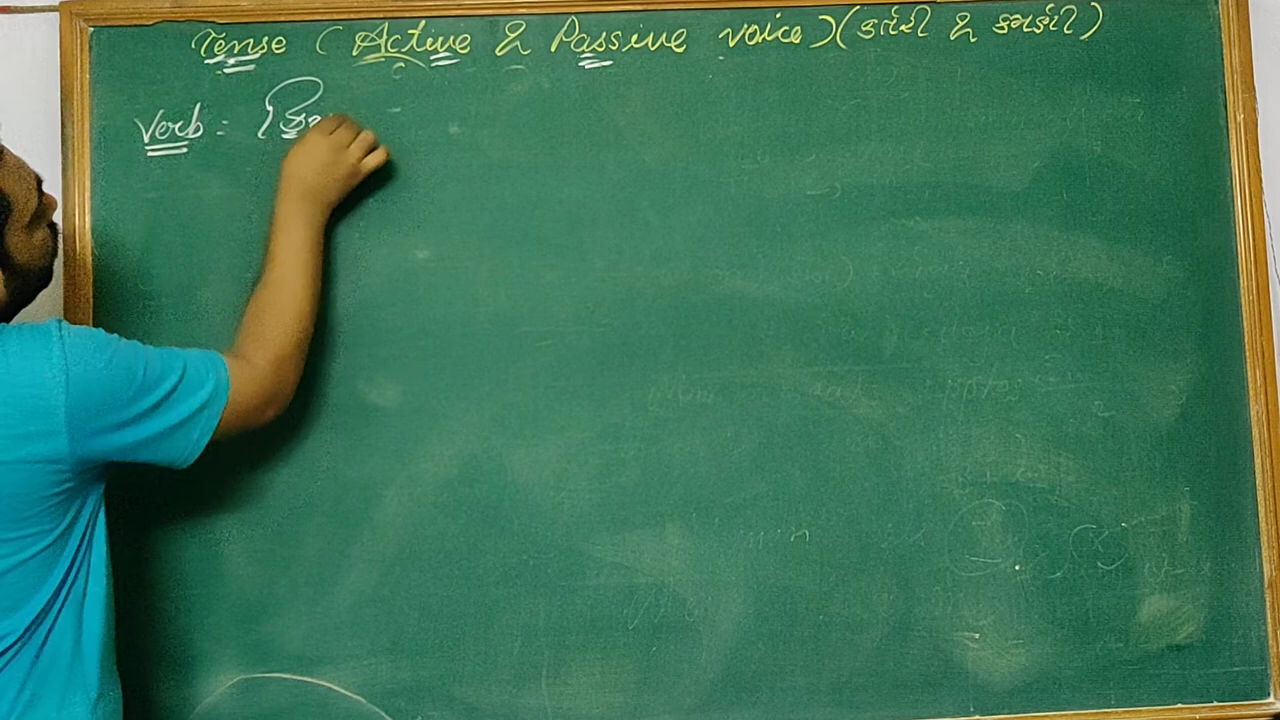 Tense (Active & Passive voice) (કર્તરી & કર્મણી)
Verb =